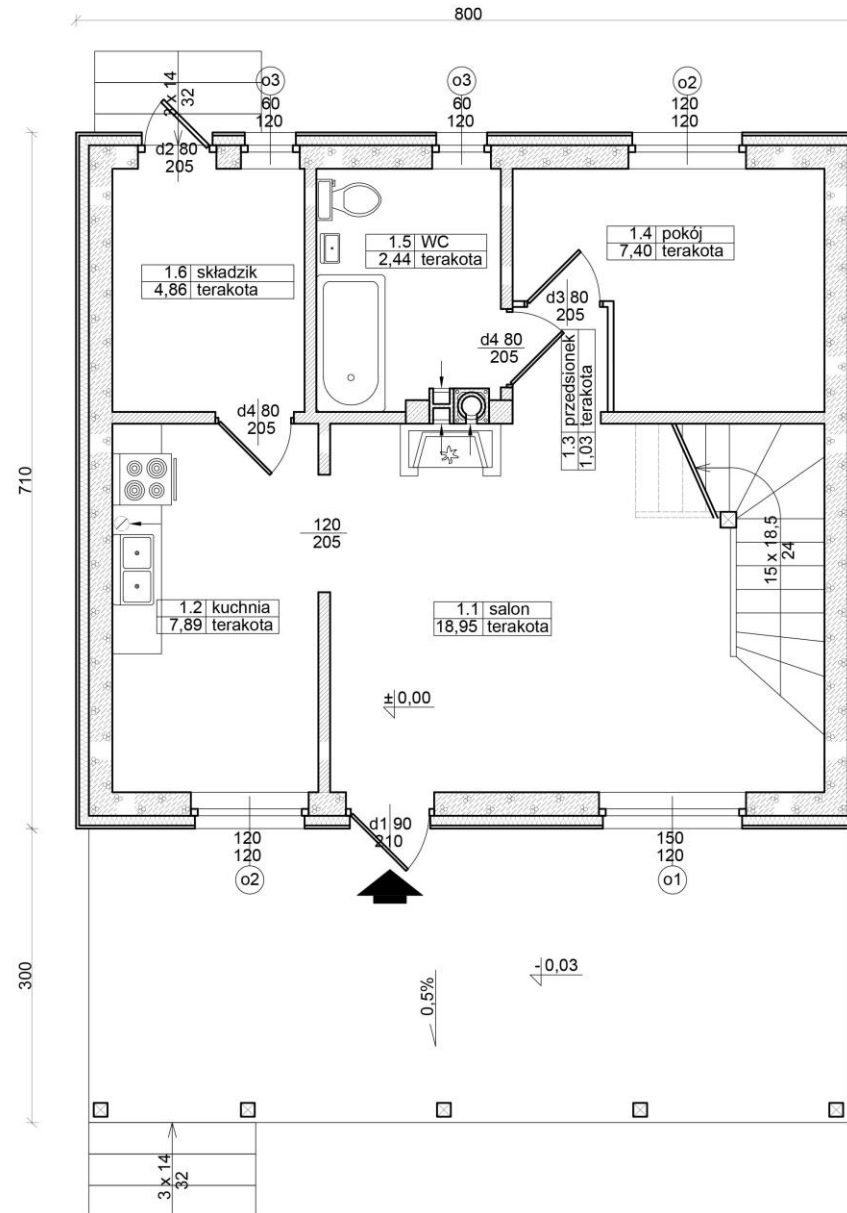 800
3 x 14
32
o3
60
120
o3
60
120
o2
120
120
d2 80
205
1.6 składzik
4,86 terakota
1.5 WC
2,44 terakota
1.4 pokój
7,40 terakota
d3 80
205
d4 80
205
1.3 przedsionek
1,03 terakota
d4 80
205
710
120
205
15 x 18,5
24
1.2 kuchnia
7,89 terakota
1.1 salon
18,95 terakota
± 0,00
d1 90
210
120
120
o2
150
120
o1
300
- 0,03
0,5%
3 x 14
32